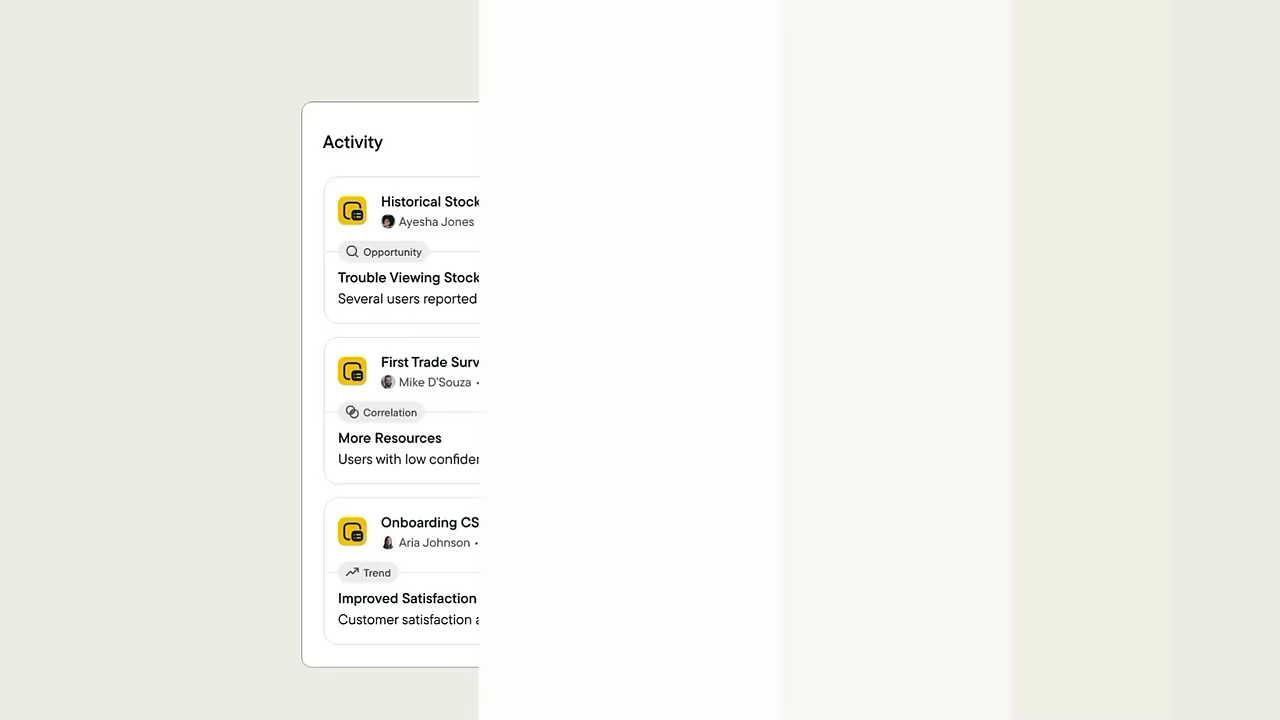 Activity
Historical Stock
Ayesha Jones
Opportunity
Trouble Viewing Stock
Several users reported
First Trade Surv
Mike D'Souza •
Correlation
More Resources
Users with low confider
Onboarding CS
Aria Johnson •
Trend
Improved Satisfaction
Customer satisfaction a